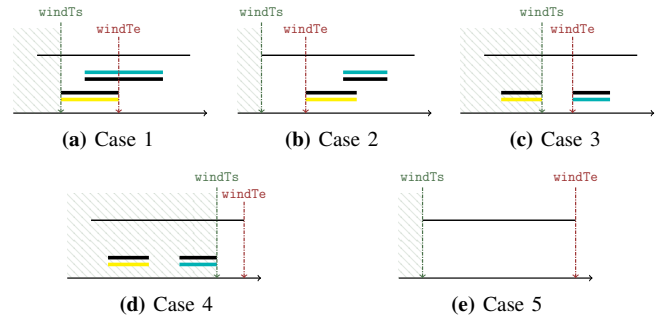 windTs
windTe
(a) Case 1
windTs
windTe
(b) Case 2
windTs
windTe
(c) Case 3
windTs
windTe
(d) Case 4
windTs
windTe
(e) Case 5